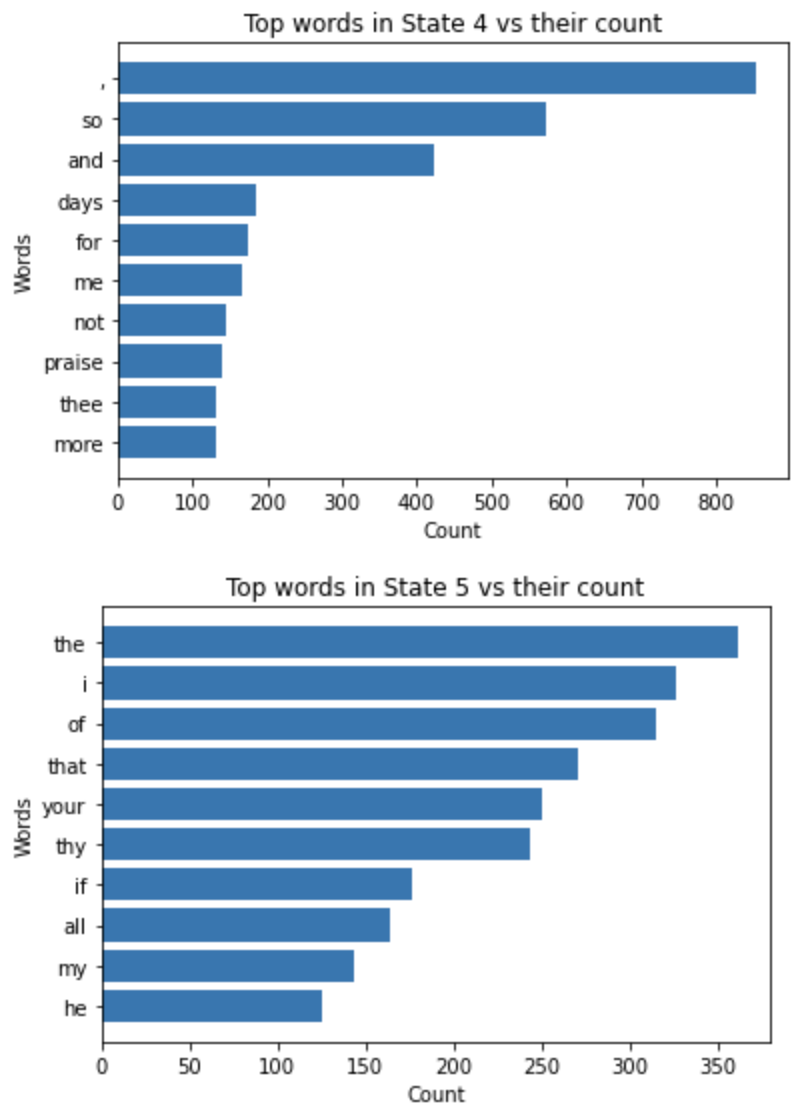 Top words in State 4 vs their count
,
so
and
days
for
me
not
praise
thee
more
Words
0 100 200 300 400 500 600 700 800
Count
Top words in State 5 vs their count
the
i
of
that
your
thy
if
all
my
he
Words
0 50 100 150 200 250 300 350
Count